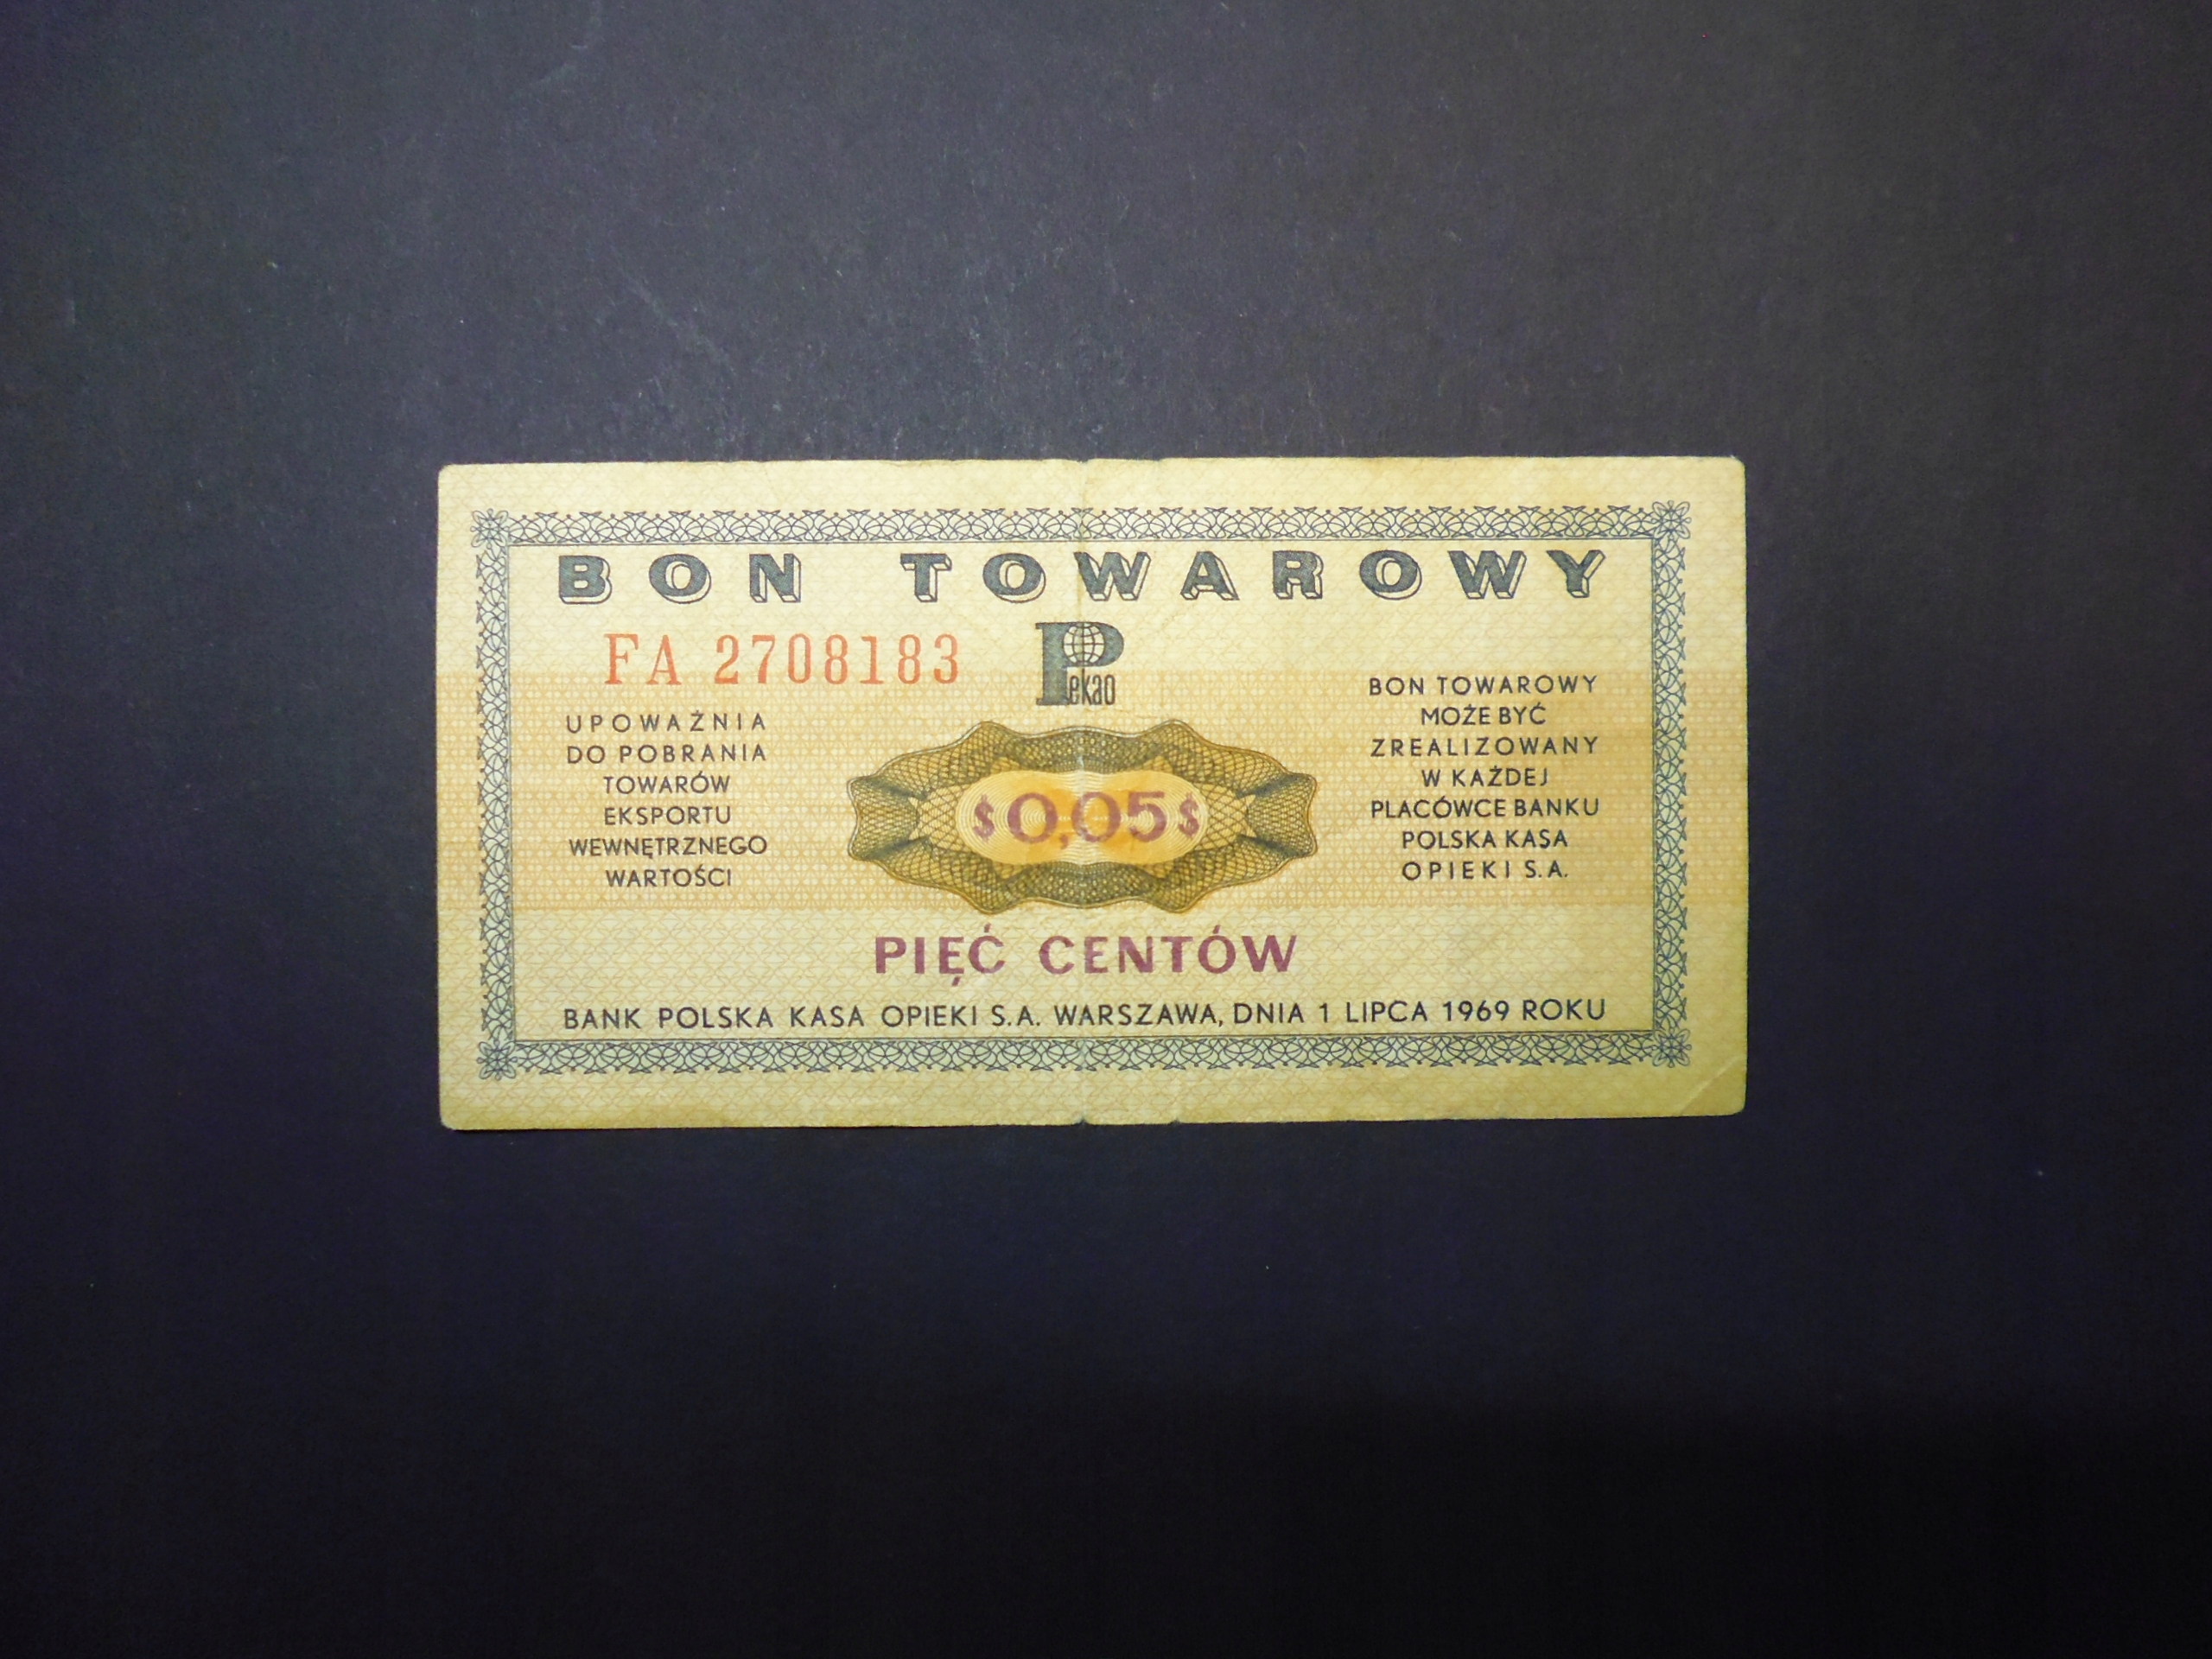 BON TOWAROWY
FA 2708183
Pekao
UPOWAŻNIA
DO POBRANIA
TOWARÓW
EKSPORTU
WEWNĘTRZNEGO
WARTOŚCI
$0,05$
BON TOWAROWY
MOŻE BYĆ
ZREALIZOWANY
W KAŻDEJ
PLACÓWCE BANKU
POLSKA KASA
OPIEKI S.A.
PIĘĆ CENTÓW
BANK POLSKA KASA OPIEKI S.A. WARSZAWA, DNIA 1 LIPCA 1969 ROKU